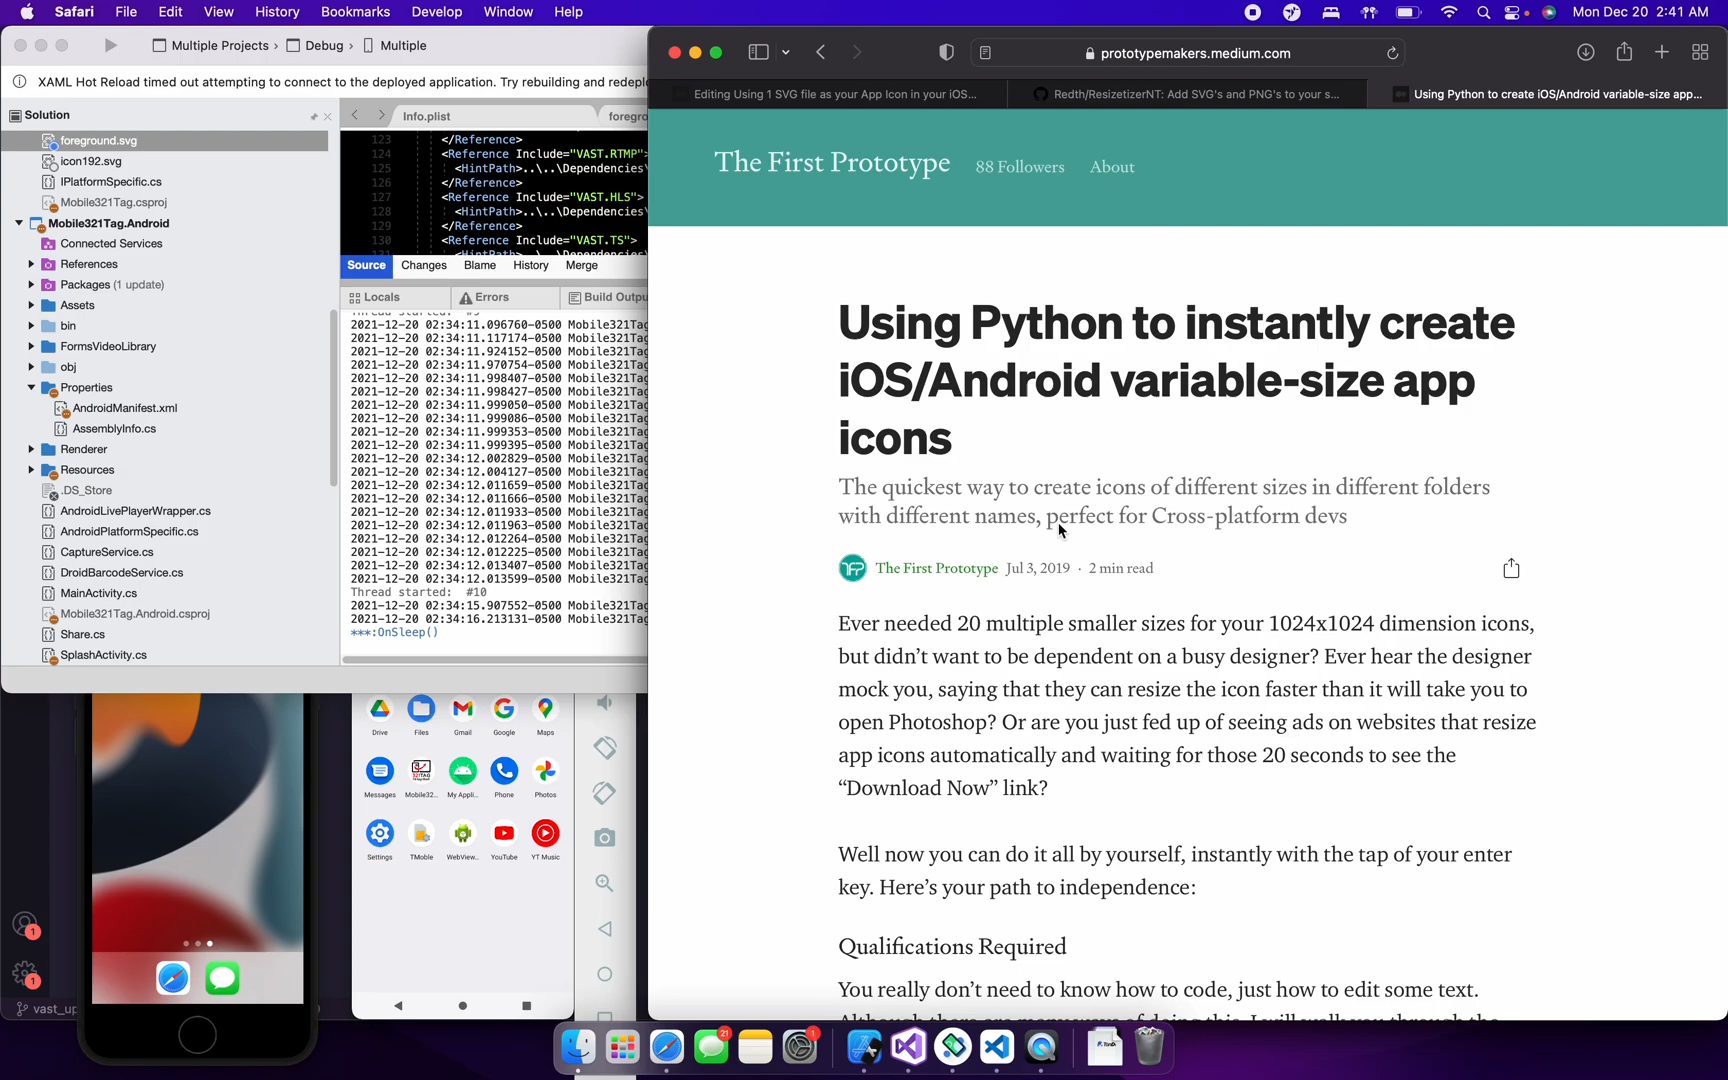 Safari File Edit View History Bookmarks Develop Window Help
Mon Dec 20 2:41 AM
Multiple Projects › Debug › Multiple
XAML Hot Reload timed out attempting to connect to the deployed application. Try rebuilding and redepl
Solution
foreground.svg
icon192.svg
IPlatformSpecific.cs
Mobile321Tag.csproj
Mobile321Tag.Android
Connected Services
References
Packages (1 update)
Assets
bin
FormsVideoLibrary
obj
Properties
AndroidManifest.xml
AssemblyInfo.cs
Renderer
Resources
.DS_Store
AndroidLivePlayerWrapper.cs
AndroidPlatformSpecific.cs
CaptureService.cs
DroidBarcodeService.cs
MainActivity.cs
Mobile321Tag.Android.csproj
Share.cs
SplashActivity.cs
Info.plist
foregro
123 </Reference>
124 <Reference Include="VAST.RTMP"
125 <HintPath>..\..\Dependencies\
126 </Reference>
127 <Reference Include="VAST.HLS">
128 <HintPath>..\..\Dependencies\
129 </Reference>
130 <Reference Include="VAST.TS">
Source Changes Blame History Merge
Locals Errors Build Outpu
2021-12-20 02:34:11.096760-0500 Mobile321Tag
2021-12-20 02:34:11.117174-0500 Mobile321Tag
2021-12-20 02:34:11.924152-0500 Mobile321Tag
2021-12-20 02:34:11.970754-0500 Mobile321Tag
2021-12-20 02:34:11.998407-0500 Mobile321Tag
2021-12-20 02:34:11.998427-0500 Mobile321Tag
2021-12-20 02:34:11.999050-0500 Mobile321Tag
2021-12-20 02:34:11.999086-0500 Mobile321Tag
2021-12-20 02:34:11.999353-0500 Mobile321Tag
2021-12-20 02:34:11.999395-0500 Mobile321Tag
2021-12-20 02:34:12.002829-0500 Mobile321Tag
2021-12-20 02:34:12.004127-0500 Mobile321Tag
2021-12-20 02:34:12.011659-0500 Mobile321Tag
2021-12-20 02:34:12.011666-0500 Mobile321Tag
2021-12-20 02:34:12.011933-0500 Mobile321Tag
2021-12-20 02:34:12.011963-0500 Mobile321Tag
2021-12-20 02:34:12.012264-0500 Mobile321Tag
2021-12-20 02:34:12.012225-0500 Mobile321Tag
2021-12-20 02:34:12.013407-0500 Mobile321Tag
2021-12-20 02:34:12.013599-0500 Mobile321Tag
Thread started: #10
2021-12-20 02:34:15.907552-0500 Mobile321Tag
2021-12-20 02:34:16.213131-0500 Mobile321Tag
***:OnSleep()
Drive Files Gmail Google Maps
Messages Mobile32... My Appli.. Phone Photos
Settings TMoble WebView... YouTube YT Music
1
1
vast_up
prototypemakers.medium.com
Editing Using 1 SVG file as your App Icon in your iOS...
Redth/ResizetizerNT: Add SVG's and PNG's to your s...
Using Python to create iOS/Android variable-size app...
The First Prototype 88 Followers About
Using Python to instantly create
iOS/Android variable-size app
icons
The quickest way to create icons of different sizes in different folders
with different names, perfect for Cross-platform devs
TFP The First Prototype Jul 3, 2019 · 2 min read
Ever needed 20 multiple smaller sizes for your 1024x1024 dimension icons,
but didn’t want to be dependent on a busy designer? Ever hear the designer
mock you, saying that they can resize the icon faster than it will take you to
open Photoshop? Or are you just fed up of seeing ads on websites that resize
app icons automatically and waiting for those 20 seconds to see the
“Download Now” link?
Well now you can do it all by yourself, instantly with the tap of your enter
key. Here’s your path to independence:
Qualifications Required
You really don’t need to know how to code, just how to edit some text.
21
1